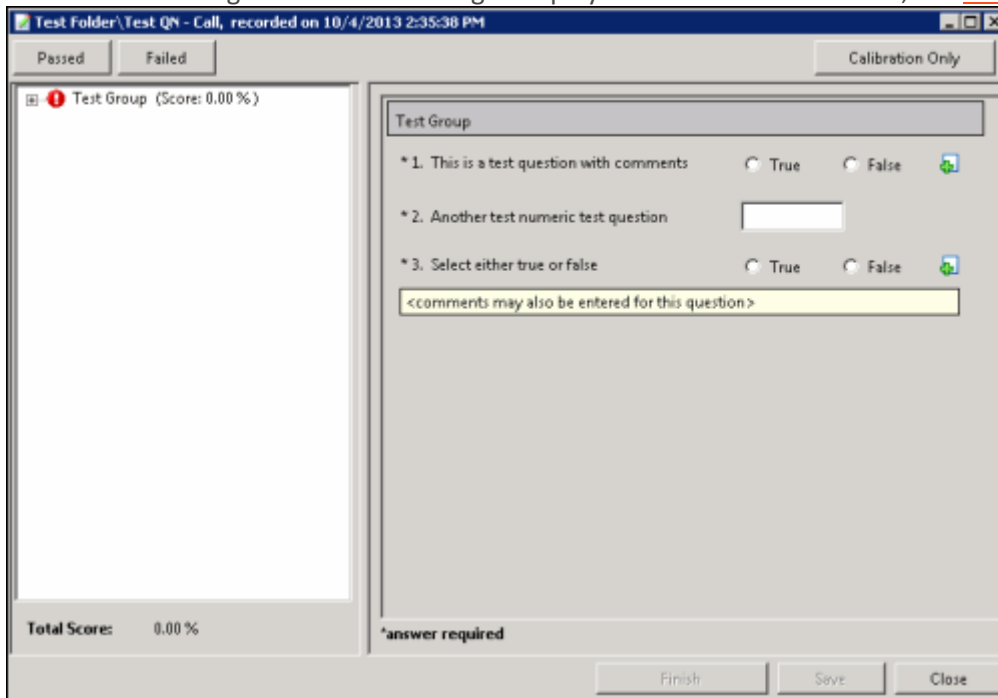 Test Folder\Test QN - Call, recorded on 10/4/2013 2:35:38 PM
Passed Failed Calibration Only
Test Group (Score: 0.00 %)
Test Group
* 1. This is a test question with comments True False
* 2. Another test numeric test question
* 3. Select either true or false True False
<comments may also be entered for this question>
Total Score: 0.00 %
*answer required
Finish Save Close